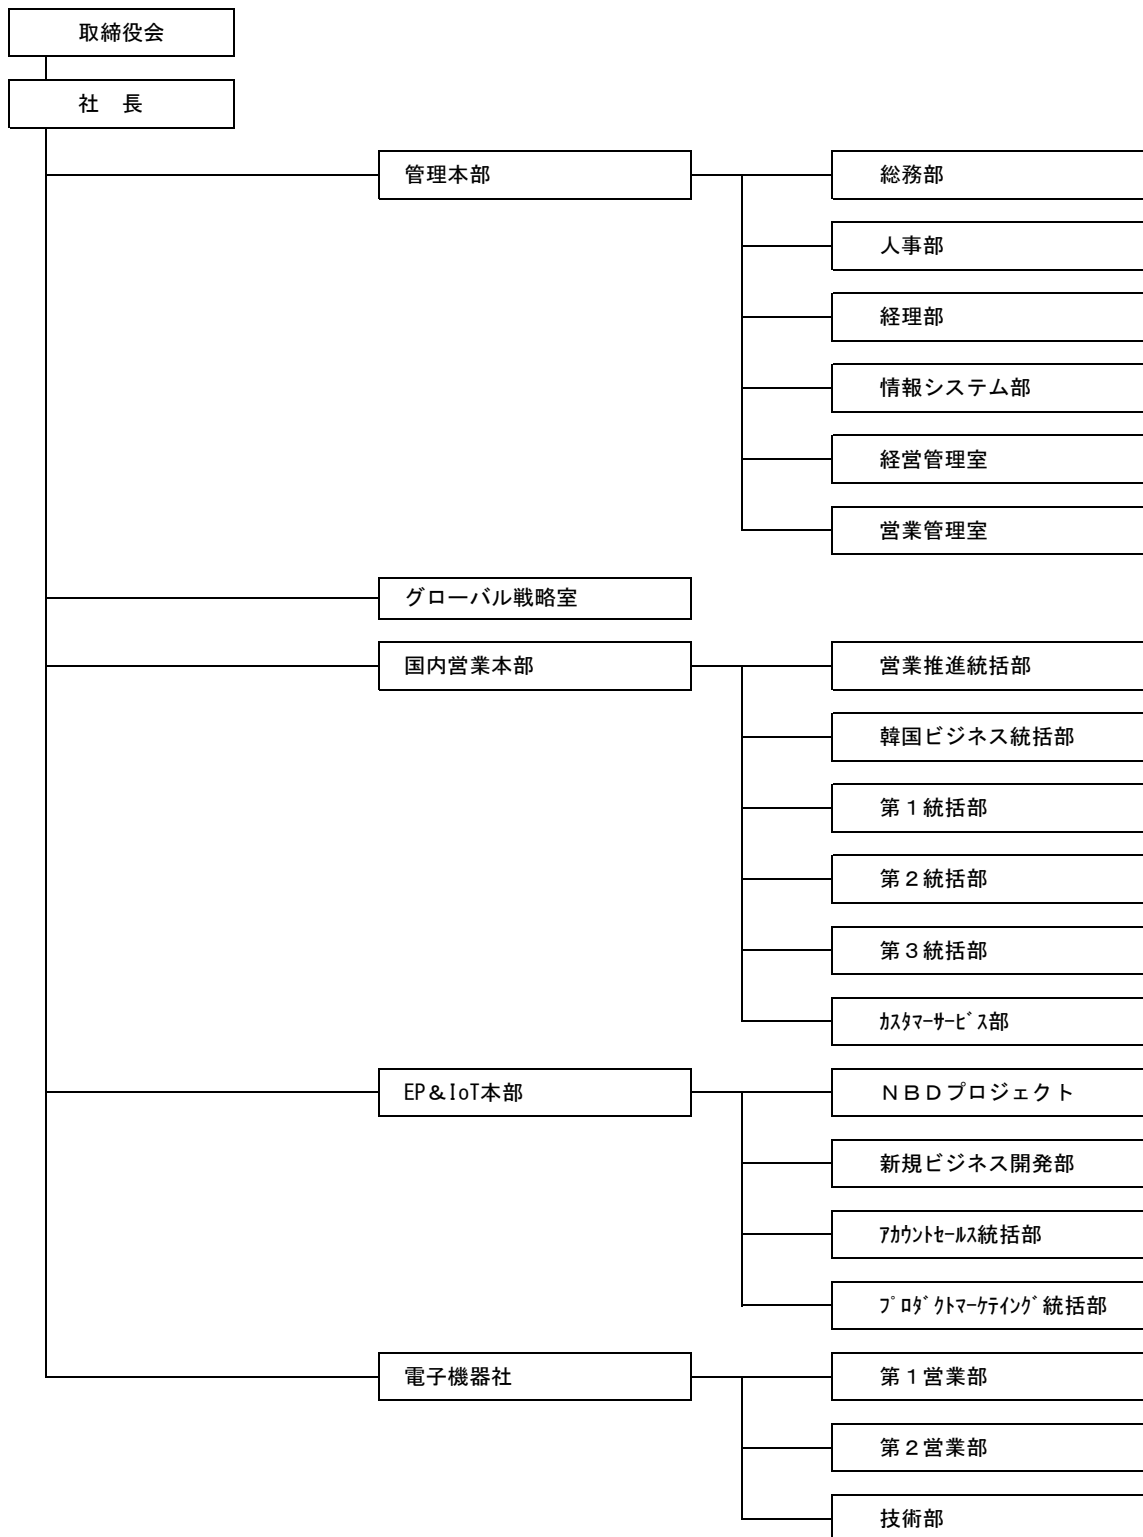 取締役会
社　長
管理本部
総務部
人事部
経理部
情報システム部
経営管理室
営業管理室
グローバル戦略室
国内営業本部
営業推進統括部
韓国ビジネス統括部
第１統括部
第２統括部
第３統括部
ｶｽﾀﾏｰｻｰﾋﾞｽ部
EP＆IoT本部
ＮＢＤプロジェクト
新規ビジネス開発部
ｱｶｳﾝﾄｾｰﾙｽ統括部
ﾌﾟﾛﾀﾞｸﾄﾏｰｹﾃｲﾝｸﾞ統括部
電子機器社
第１営業部
第２営業部
技術部